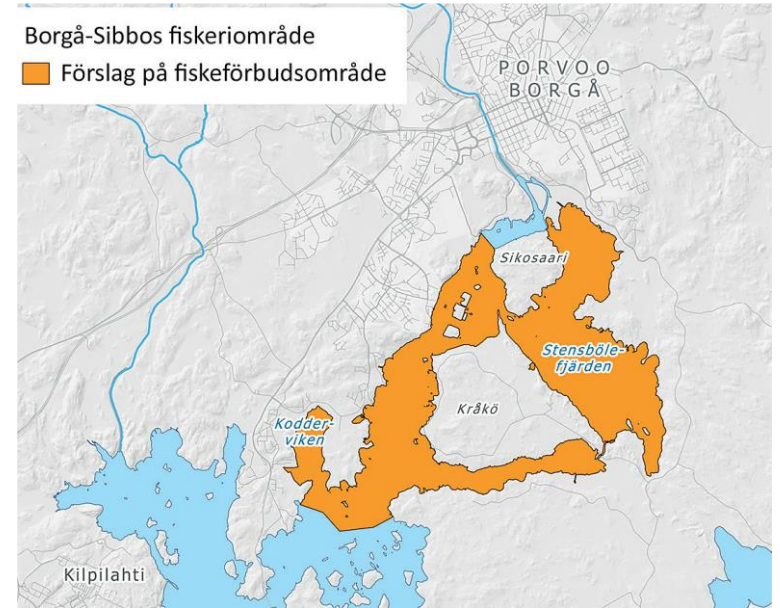 Borgå-Sibbos fiskeriområde
Förslag på fiskeförbudsområde
PORVOO
BORGÅ
Sikosaari
Stensböle-
fjärden
Kråkö
Kodder-
viken
Kilpilahti